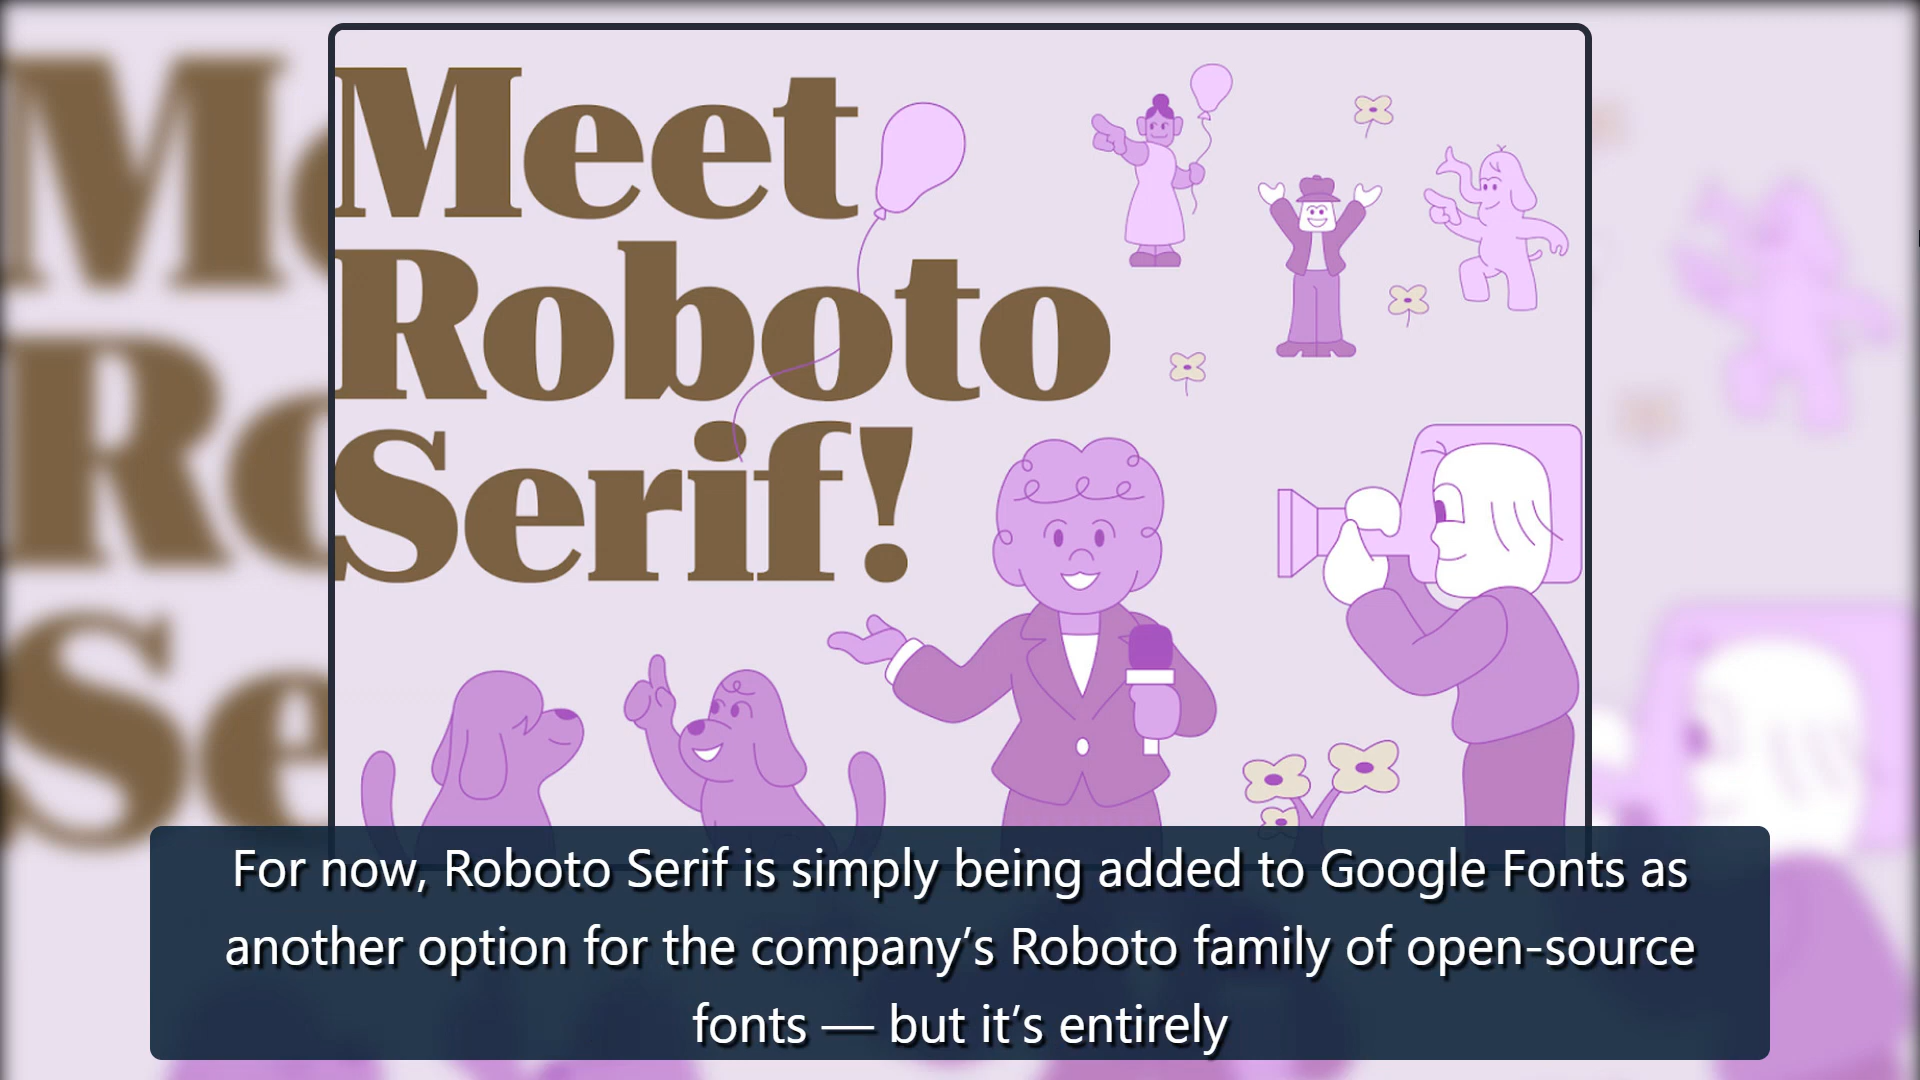 Meet
Roboto
Serif!
For now, Roboto Serif is simply being added to Google Fonts as
another option for the company’s Roboto family of open-source
fonts — but it’s entirely